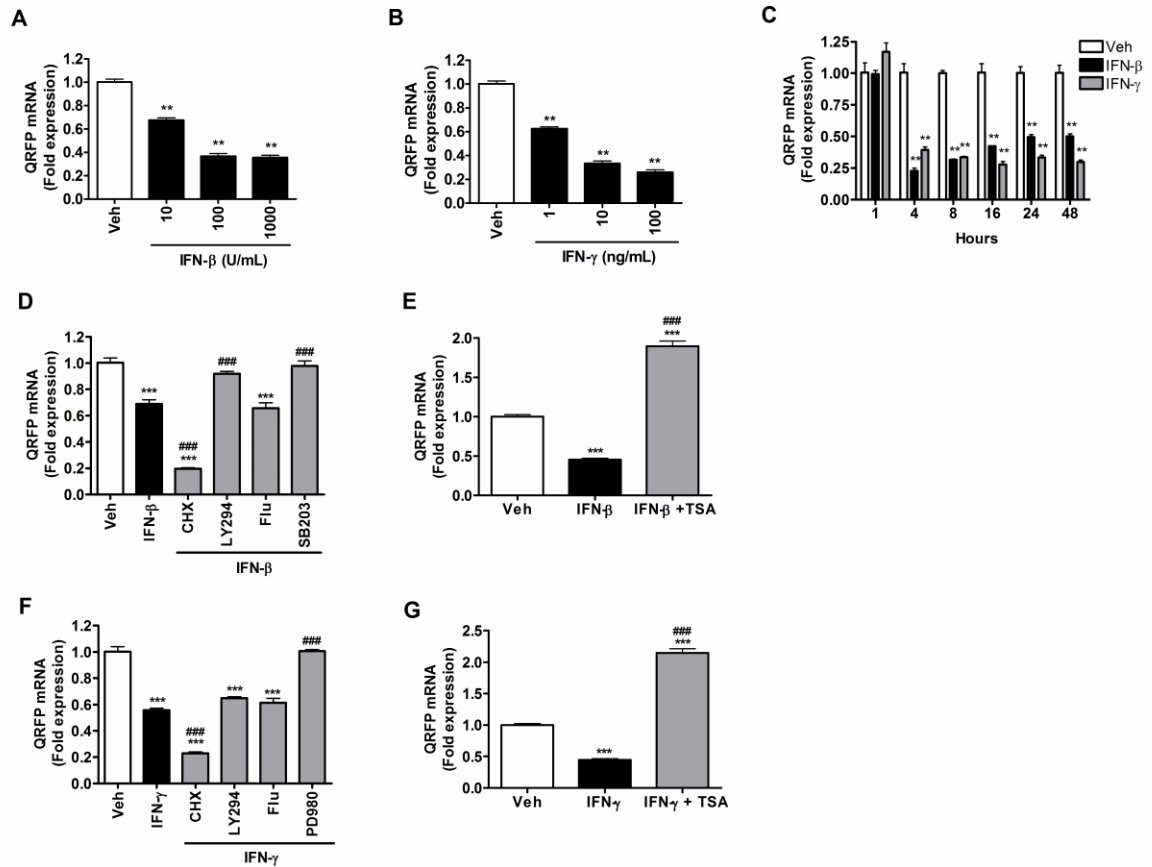 A
QRFP mRNA
(Fold expression)
1.2
1.0
0.8
0.6
0.4
0.2
0.0
**
**
**
Veh
10
100
1000
IFN-β (U/mL)
B
QRFP mRNA
(Fold expression)
1.2
1.0
0.8
0.6
0.4
0.2
0.0
**
**
**
Veh
1
10
100
IFN-γ (ng/mL)
C
QRFP mRNA
(Fold expression)
1.25
1.00
0.75
0.50
0.25
0.00
**
**
**
**
**
**
**
**
**
**
1
4
8
16
24
48
Hours
Veh
IFN-β
IFN-γ
D
QRFP mRNA
(Fold expression)
1.2
1.0
0.8
0.6
0.4
0.2
0.0
***
###
***
###
***
###
Veh
IFN-β
CHX
LY294
Flu
SB203
IFN-β
E
QRFP mRNA
(Fold expression)
2.0
1.5
1.0
0.5
0.0
***
###
***
Veh
IFN-β
IFN-β +TSA
F
QRFP mRNA
(Fold expression)
1.2
1.0
0.8
0.6
0.4
0.2
0.0
***
###
***
***
***
###
Veh
IFN-γ
CHX
LY294
Flu
PD980
IFN-γ
G
QRFP mRNA
(Fold expression)
2.5
2.0
1.5
1.0
0.5
0.0
***
###
***
Veh
IFN-γ
IFN-γ + TSA